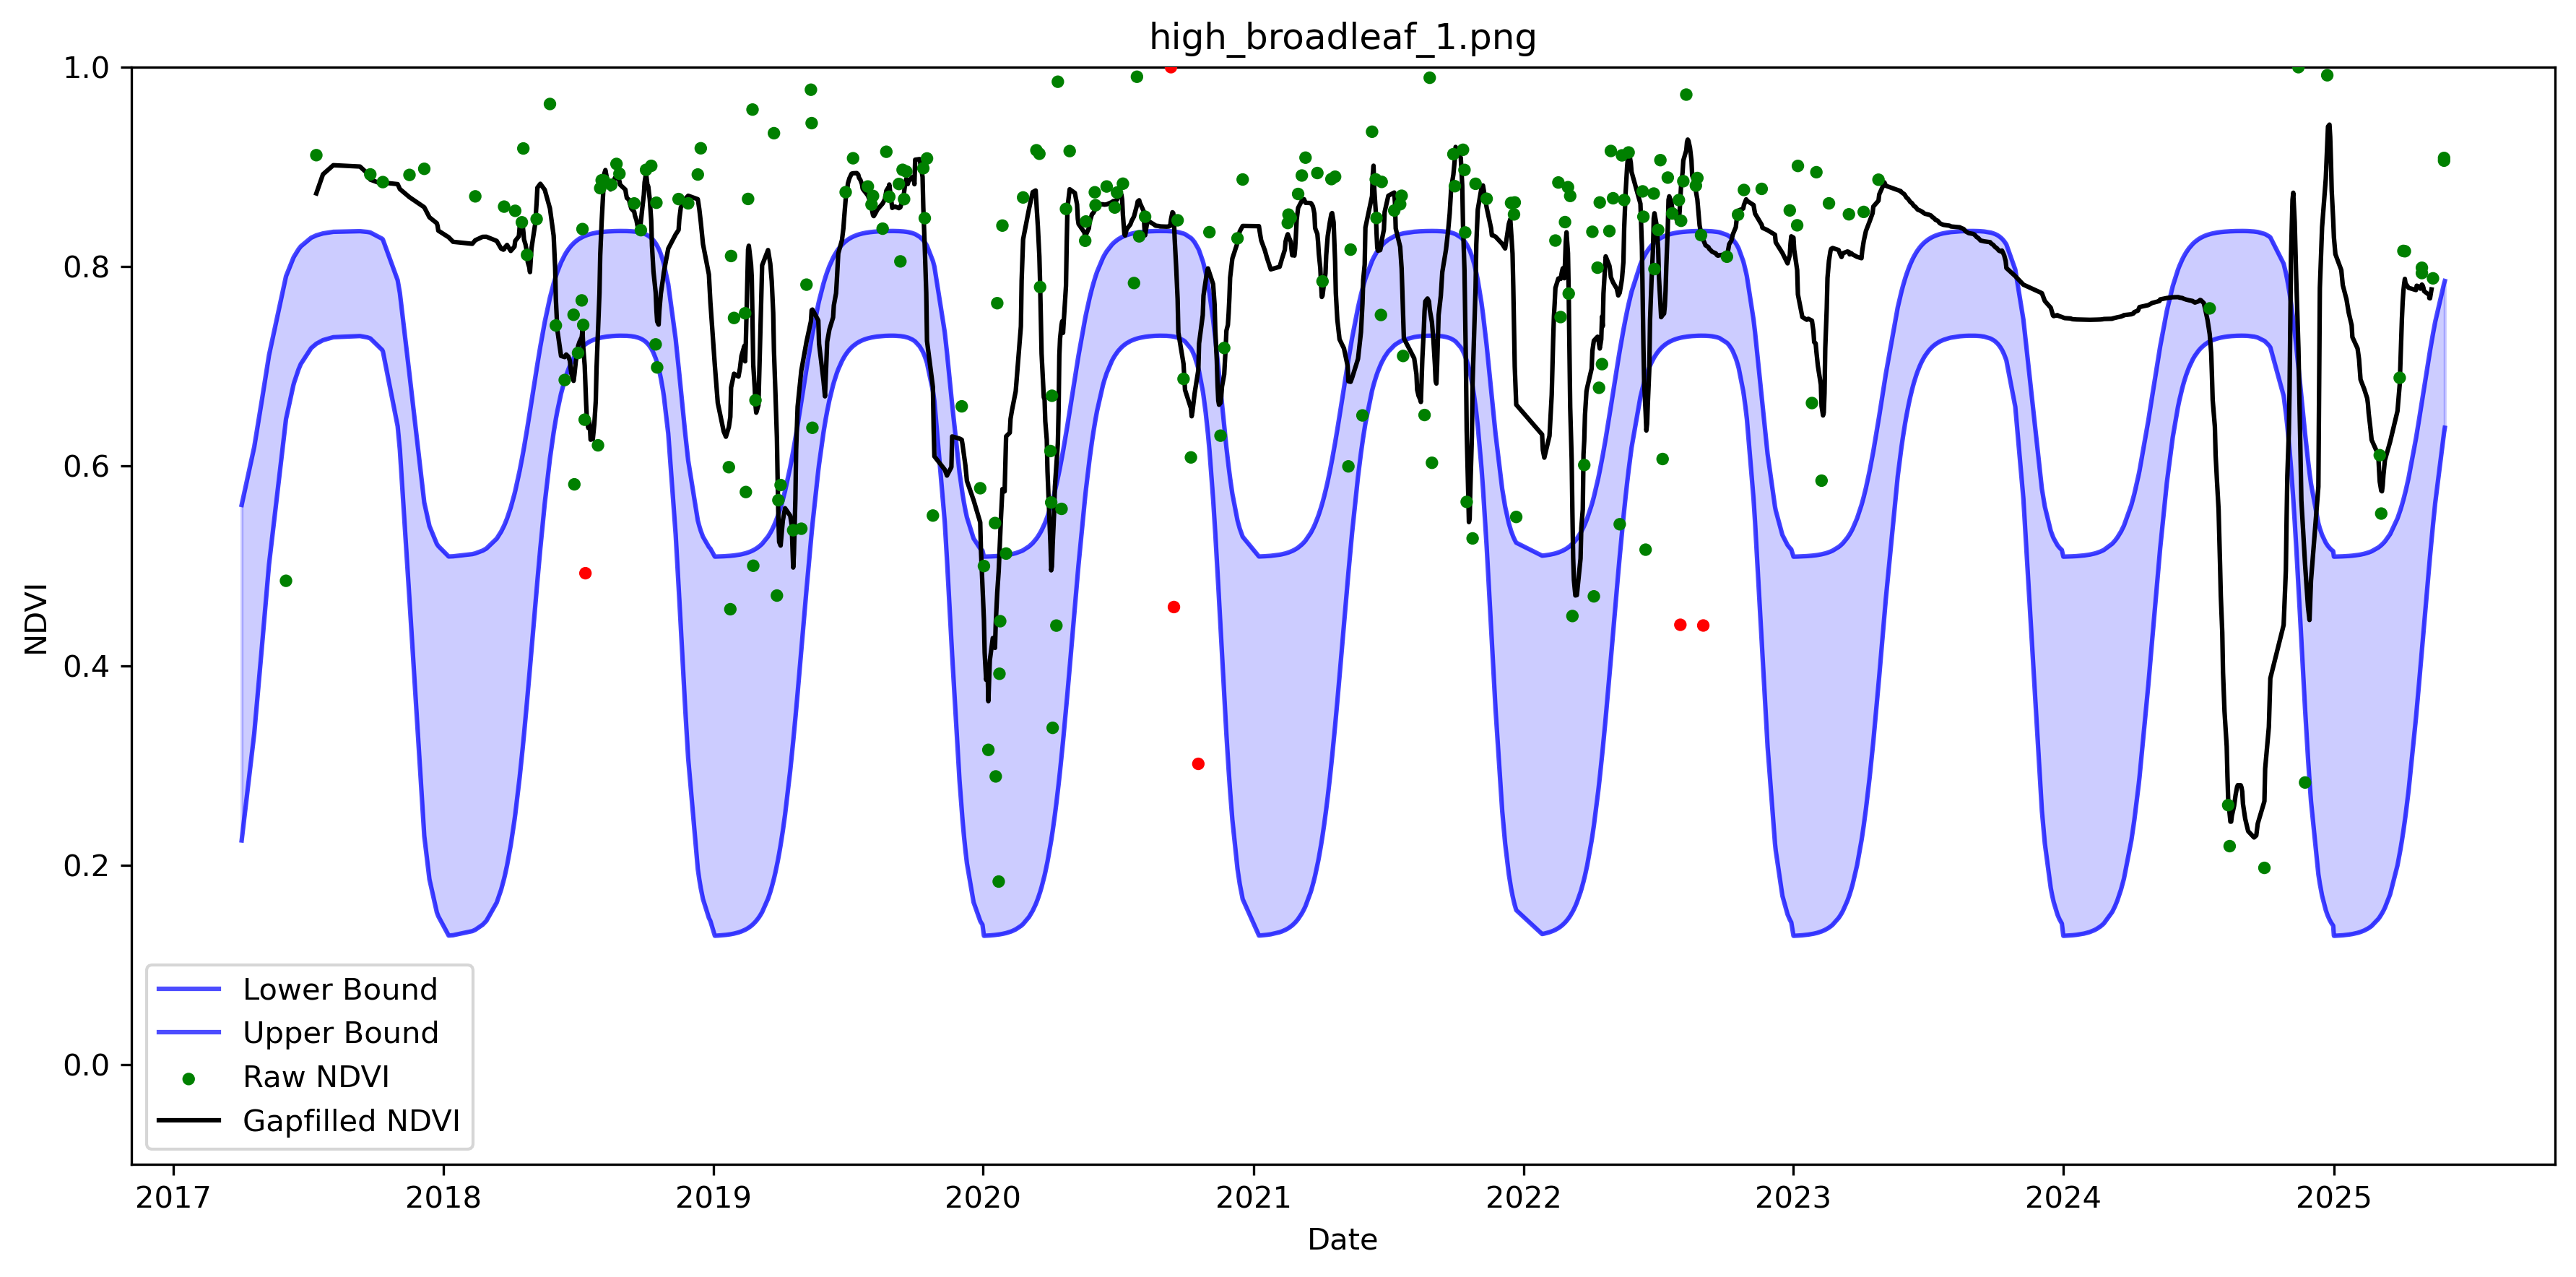 high_broadleaf_1.png
1.0
0.8
0.6
0.4
0.2
0.0
NDVI
Lower Bound
Upper Bound
Raw NDVI
Gapfilled NDVI
2017 2018 2019 2020 2021 2022 2023 2024 2025
Date